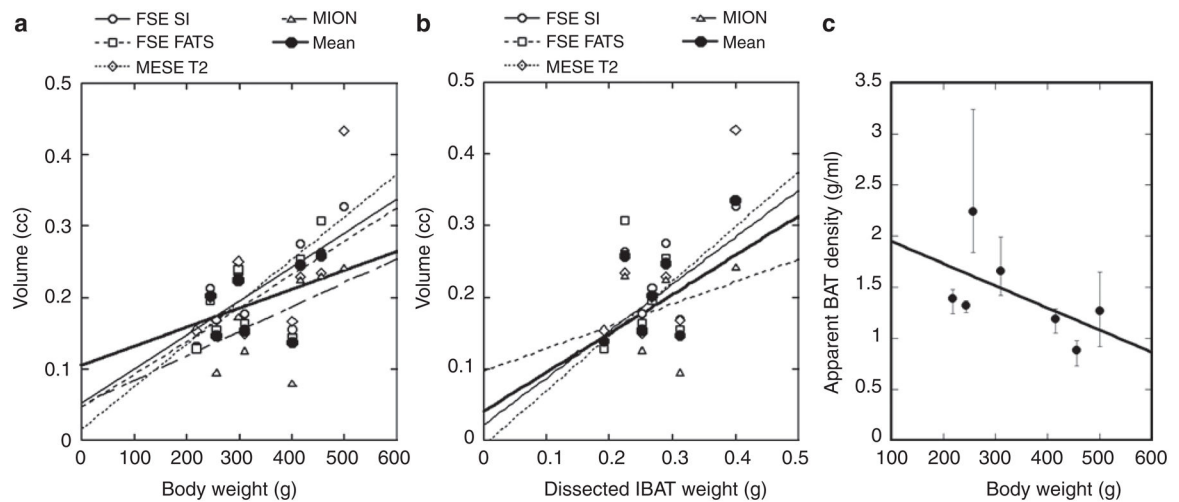 a
FSE SI
MION
FSE FATS
Mean
MESE T2
Volume (cc)
0.5
0.4
0.3
0.2
0.1
0
0 100 200 300 400 500 600
Body weight (g)
b
FSE SI
MION
FSE FATS
Mean
MESE T2
Volume (cc)
0.5
0.4
0.3
0.2
0.1
0
0 0.1 0.2 0.3 0.4 0.5
Dissected IBAT weight (g)
c
Apparent BAT density (g/ml)
3.5
3
2.5
2
1.5
1
0.5
0
100 200 300 400 500 600
Body weight (g)